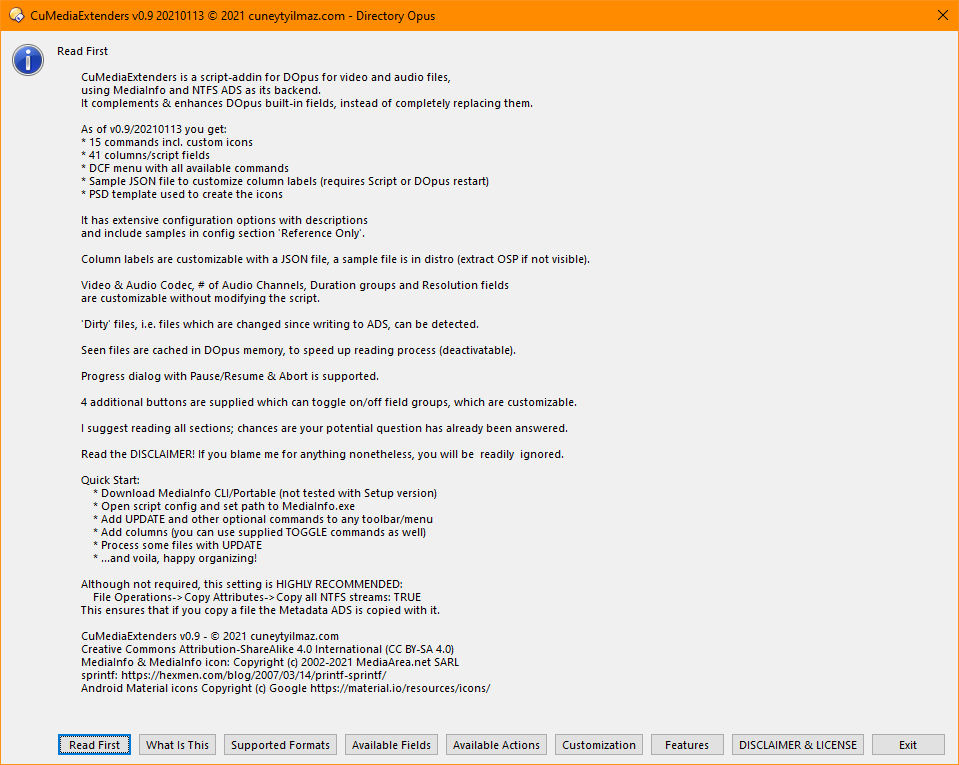 CuMediaExtenders v0.9 20210113 © 2021 cuneytyilmaz.com - Directory Opus
Read First
CuMediaExtenders is a script-addin for DOpus for video and audio files,
using MediaInfo and NTFS ADS as its backend.
It complements & enhances DOpus built-in fields, instead of completely replacing them.
As of v0.9/20210113 you get:
* 15 commands incl. custom icons
* 41 columns/script fields
* DCF menu with all available commands
* Sample JSON file to customize column labels (requires Script or DOpus restart)
* PSD template used to create the icons
It has extensive configuration options with descriptions
and include samples in config section 'Reference Only'.
Column labels are customizable with a JSON file, a sample file is in distro (extract OSP if not visible).
Video & Audio Codec, # of Audio Channels, Duration groups and Resolution fields
are customizable without modifying the script.
'Dirty' files, i.e. files which are changed since writing to ADS, can be detected.
Seen files are cached in DOpus memory, to speed up reading process (deactivatable).
Progress dialog with Pause/Resume & Abort is supported.
4 additional buttons are supplied which can toggle on/off field groups, which are customizable.
I suggest reading all sections; chances are your potential question has already been answered.
Read the DISCLAIMER! If you blame me for anything nonetheless, you will be  readily  ignored.
Quick Start:
* Download MediaInfo CLI/Portable (not tested with Setup version)
* Open script config and set path to MediaInfo.exe
* Add UPDATE and other optional commands to any toolbar/menu
* Add columns (you can use supplied TOGGLE commands as well)
* Process some files with UPDATE
* ...and voila, happy organizing!
Although not required, this setting is HIGHLY RECOMMENDED:
File Operations->Copy Attributes->Copy all NTFS streams: TRUE
This ensures that if you copy a file the Metadata ADS is copied with it.
CuMediaExtenders v0.9 - © 2021 cuneytyilmaz.com
Creative Commons Attribution-ShareAlike 4.0 International (CC BY-SA 4.0)
MediaInfo & MediaInfo icon: Copyright (c) 2002-2021 MediaArea.net SARL
sprintf: https://hexmen.com/blog/2007/03/14/printf-sprintf/
Android Material icons Copyright (c) Google https://material.io/resources/icons/
Read First What Is This Supported Formats Available Fields Available Actions Customization Features DISCLAIMER & LICENSE Exit